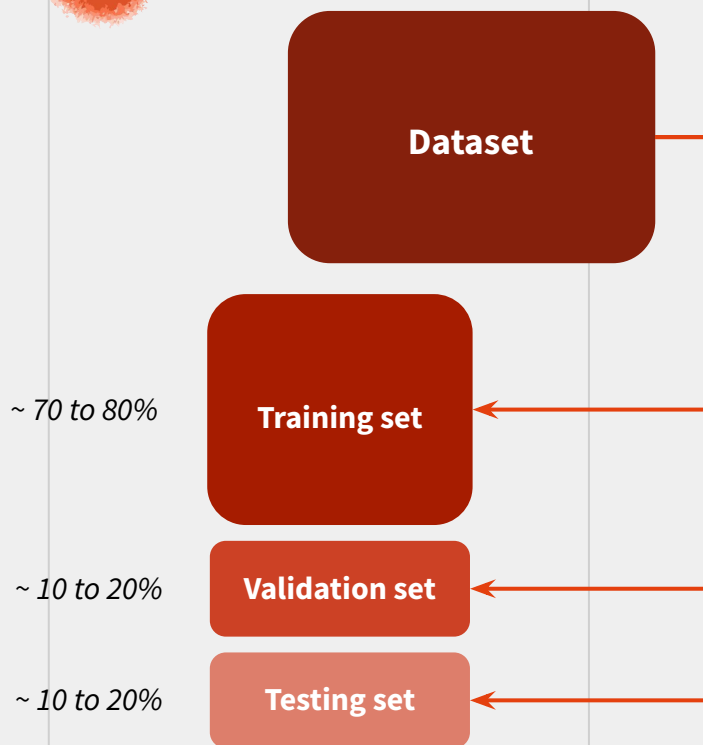 Dataset
~ 70 to 80%
Training set
~ 10 to 20%
Validation set
~ 10 to 20%
Testing set